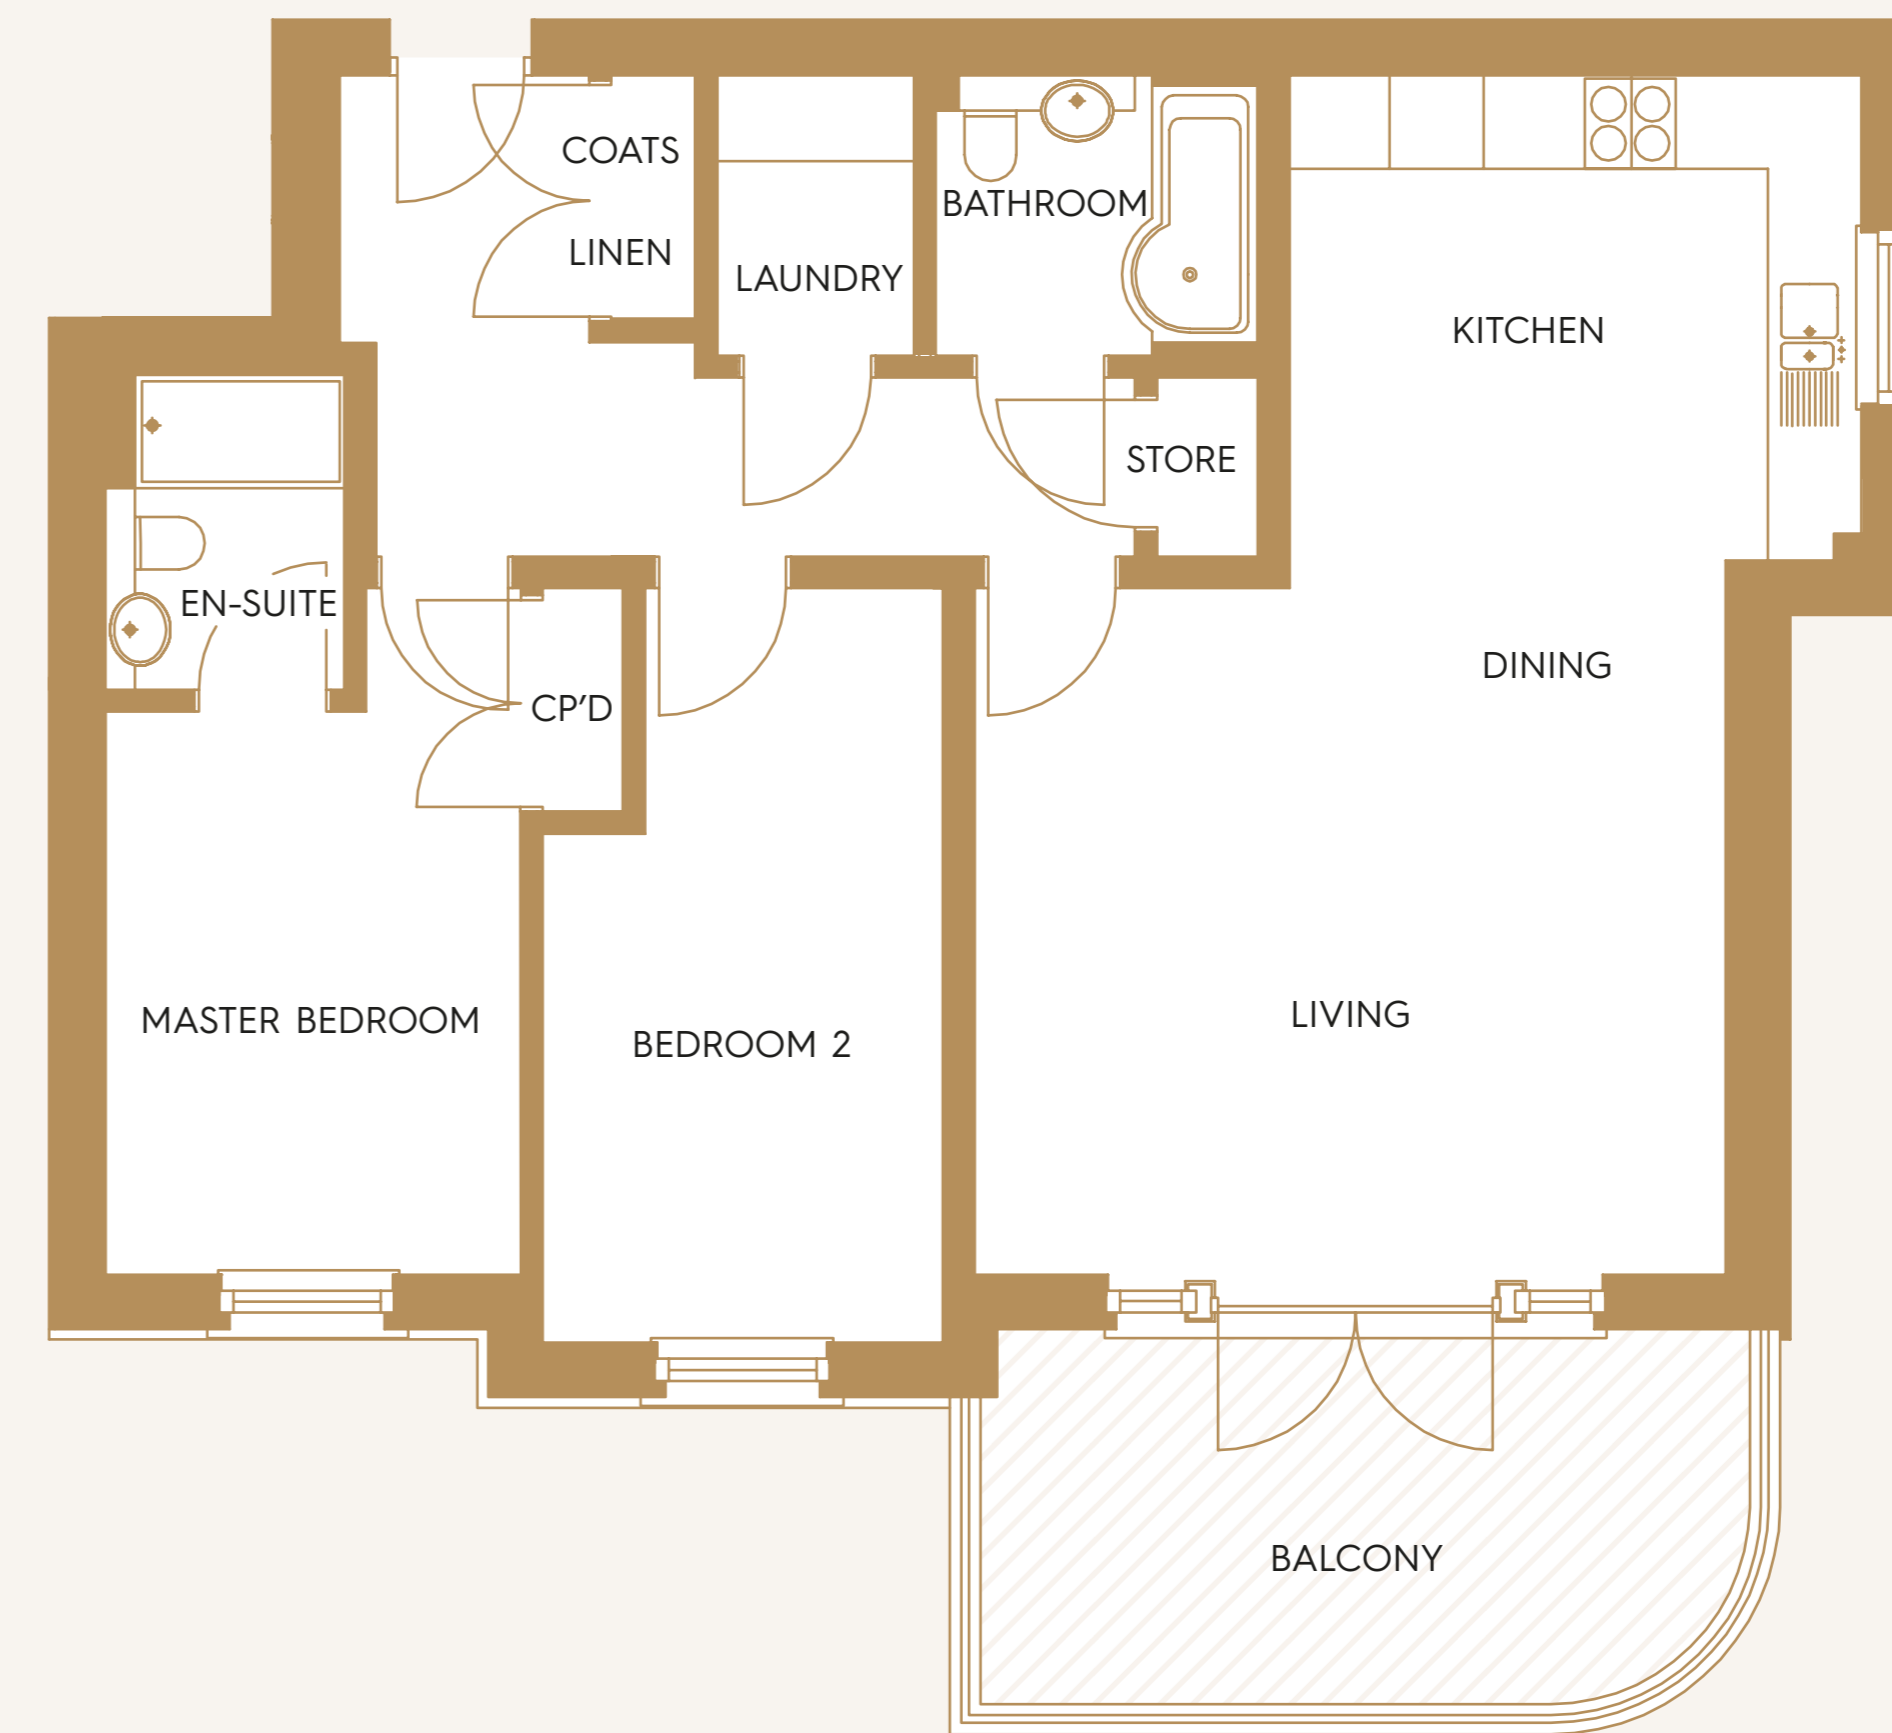 COATS
LINEN
LAUNDRY
BATHROOM
KITCHEN
STORE
EN-SUITE
CP'D
DINING
MASTER BEDROOM
BEDROOM 2
LIVING
BALCONY